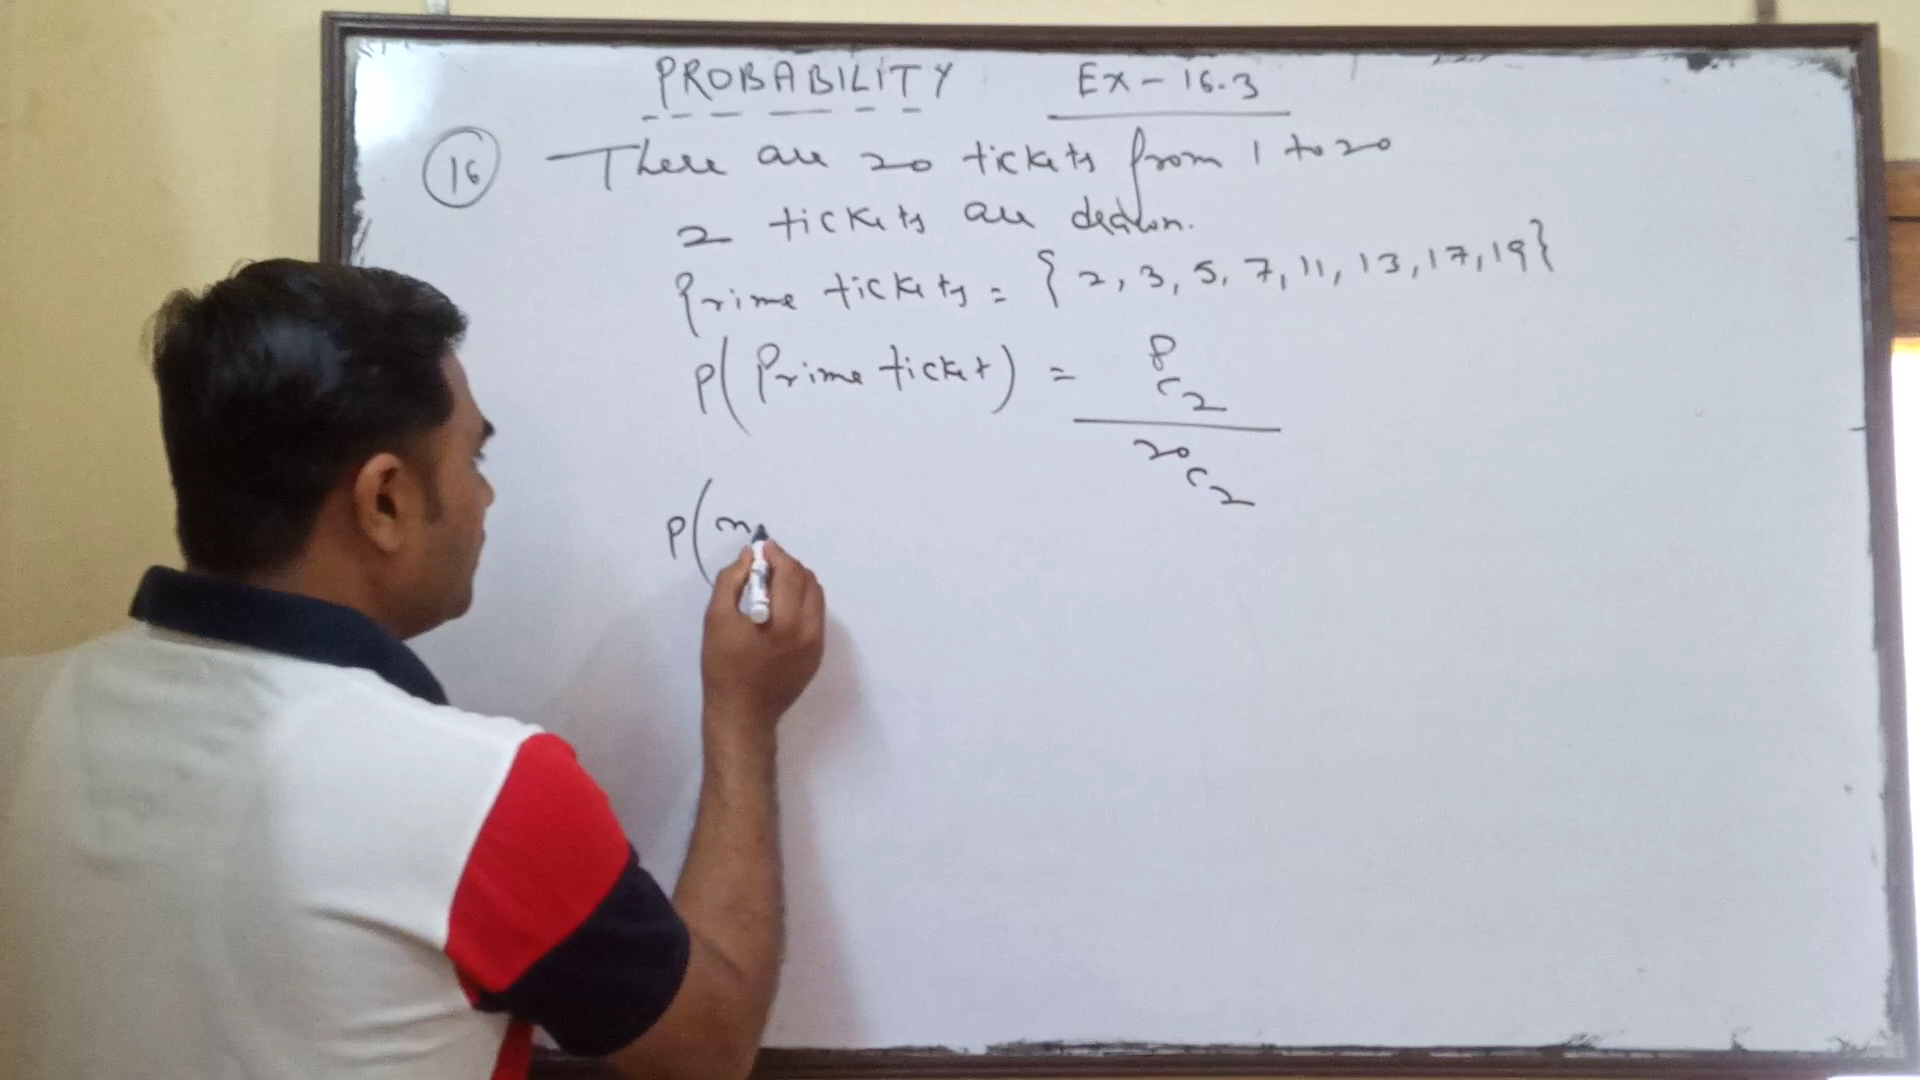 PROBABILITY Ex-16.3
16 There are 20 tickets from 1 to 20
2 tickets are drawn.
Prime tickets = { 2, 3, 5, 7, 11, 13, 17, 19}
P(Prime ticket) = 8C2
20C2
P(n